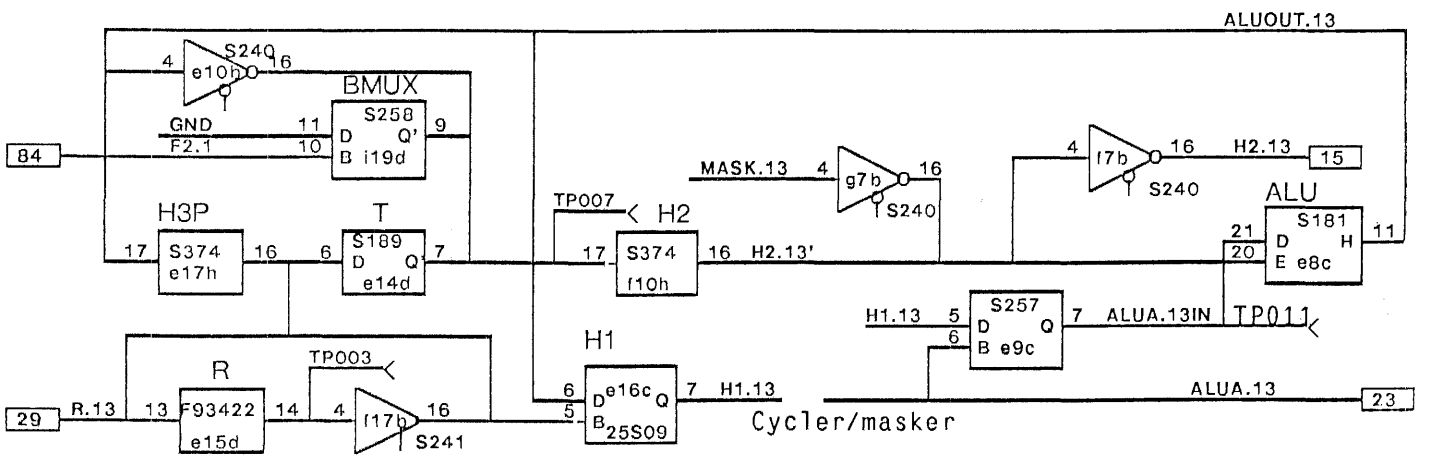 ALUOUT.13
4 S240 16
e10h
BMUX
GND 11 D S258 Q' 9
84 F2.1 10 B i19d
MASK.13 4 g7b 16 S240
4 f7b 16 H2.13 15
S240
H3P T TP007 H2 ALU
17 S374 16 6 S189 D Q' 7
e17h e14d
17 S374 16 H2.13'
f10h
21 D S181 H 11
20 E e8c
H1.13 5 D S257 Q 7 ALUA.13IN TP011
6 B e9c
R TP003 H1
29 R.13 13 F93422 14 4 f17b 16
e15d S241
6 D e16c Q 7 H1.13
5 B 25S09
ALUA.13 23
Cycler/masker